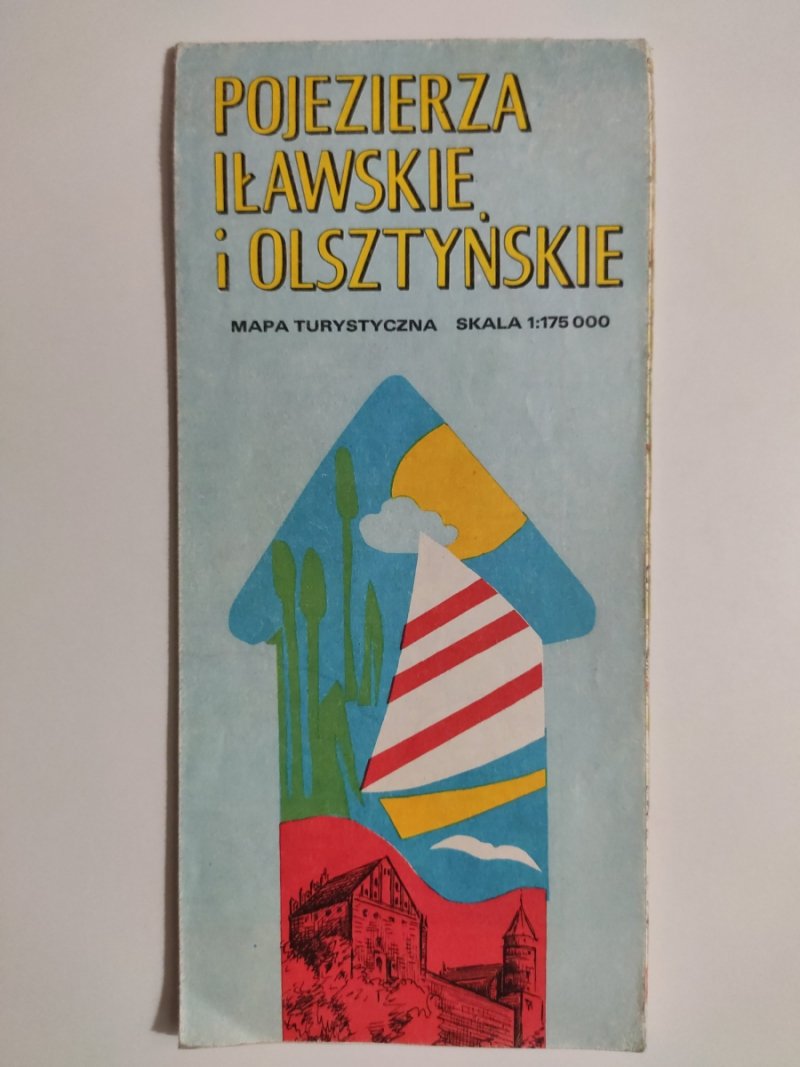 POJEZIERZA
IŁAWSKIE
i OLSZTYŃSKIE
MAPA TURYSTYCZNA SKALA 1:175 000